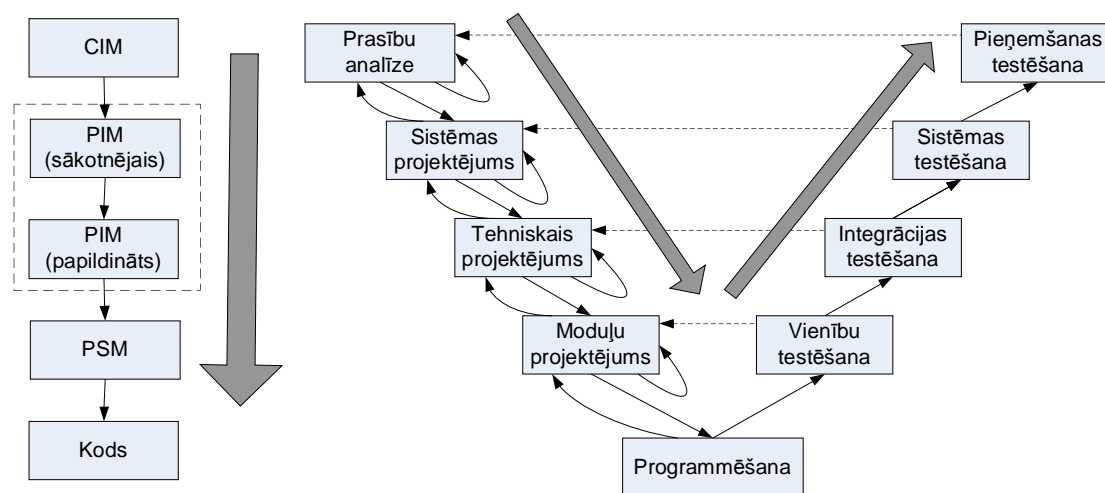 CIM
PIM
(sākotnējais)
PIM
(papildināts)
PSM
Kods
Prasību
analīze
Sistēmas
projektējums
Tehniskais
projektējums
Moduļu
projektējums
Programmēšana
Vienību
testēšana
Integrācijas
testēšana
Sistēmas
testēšana
Pieņemšanas
testēšana